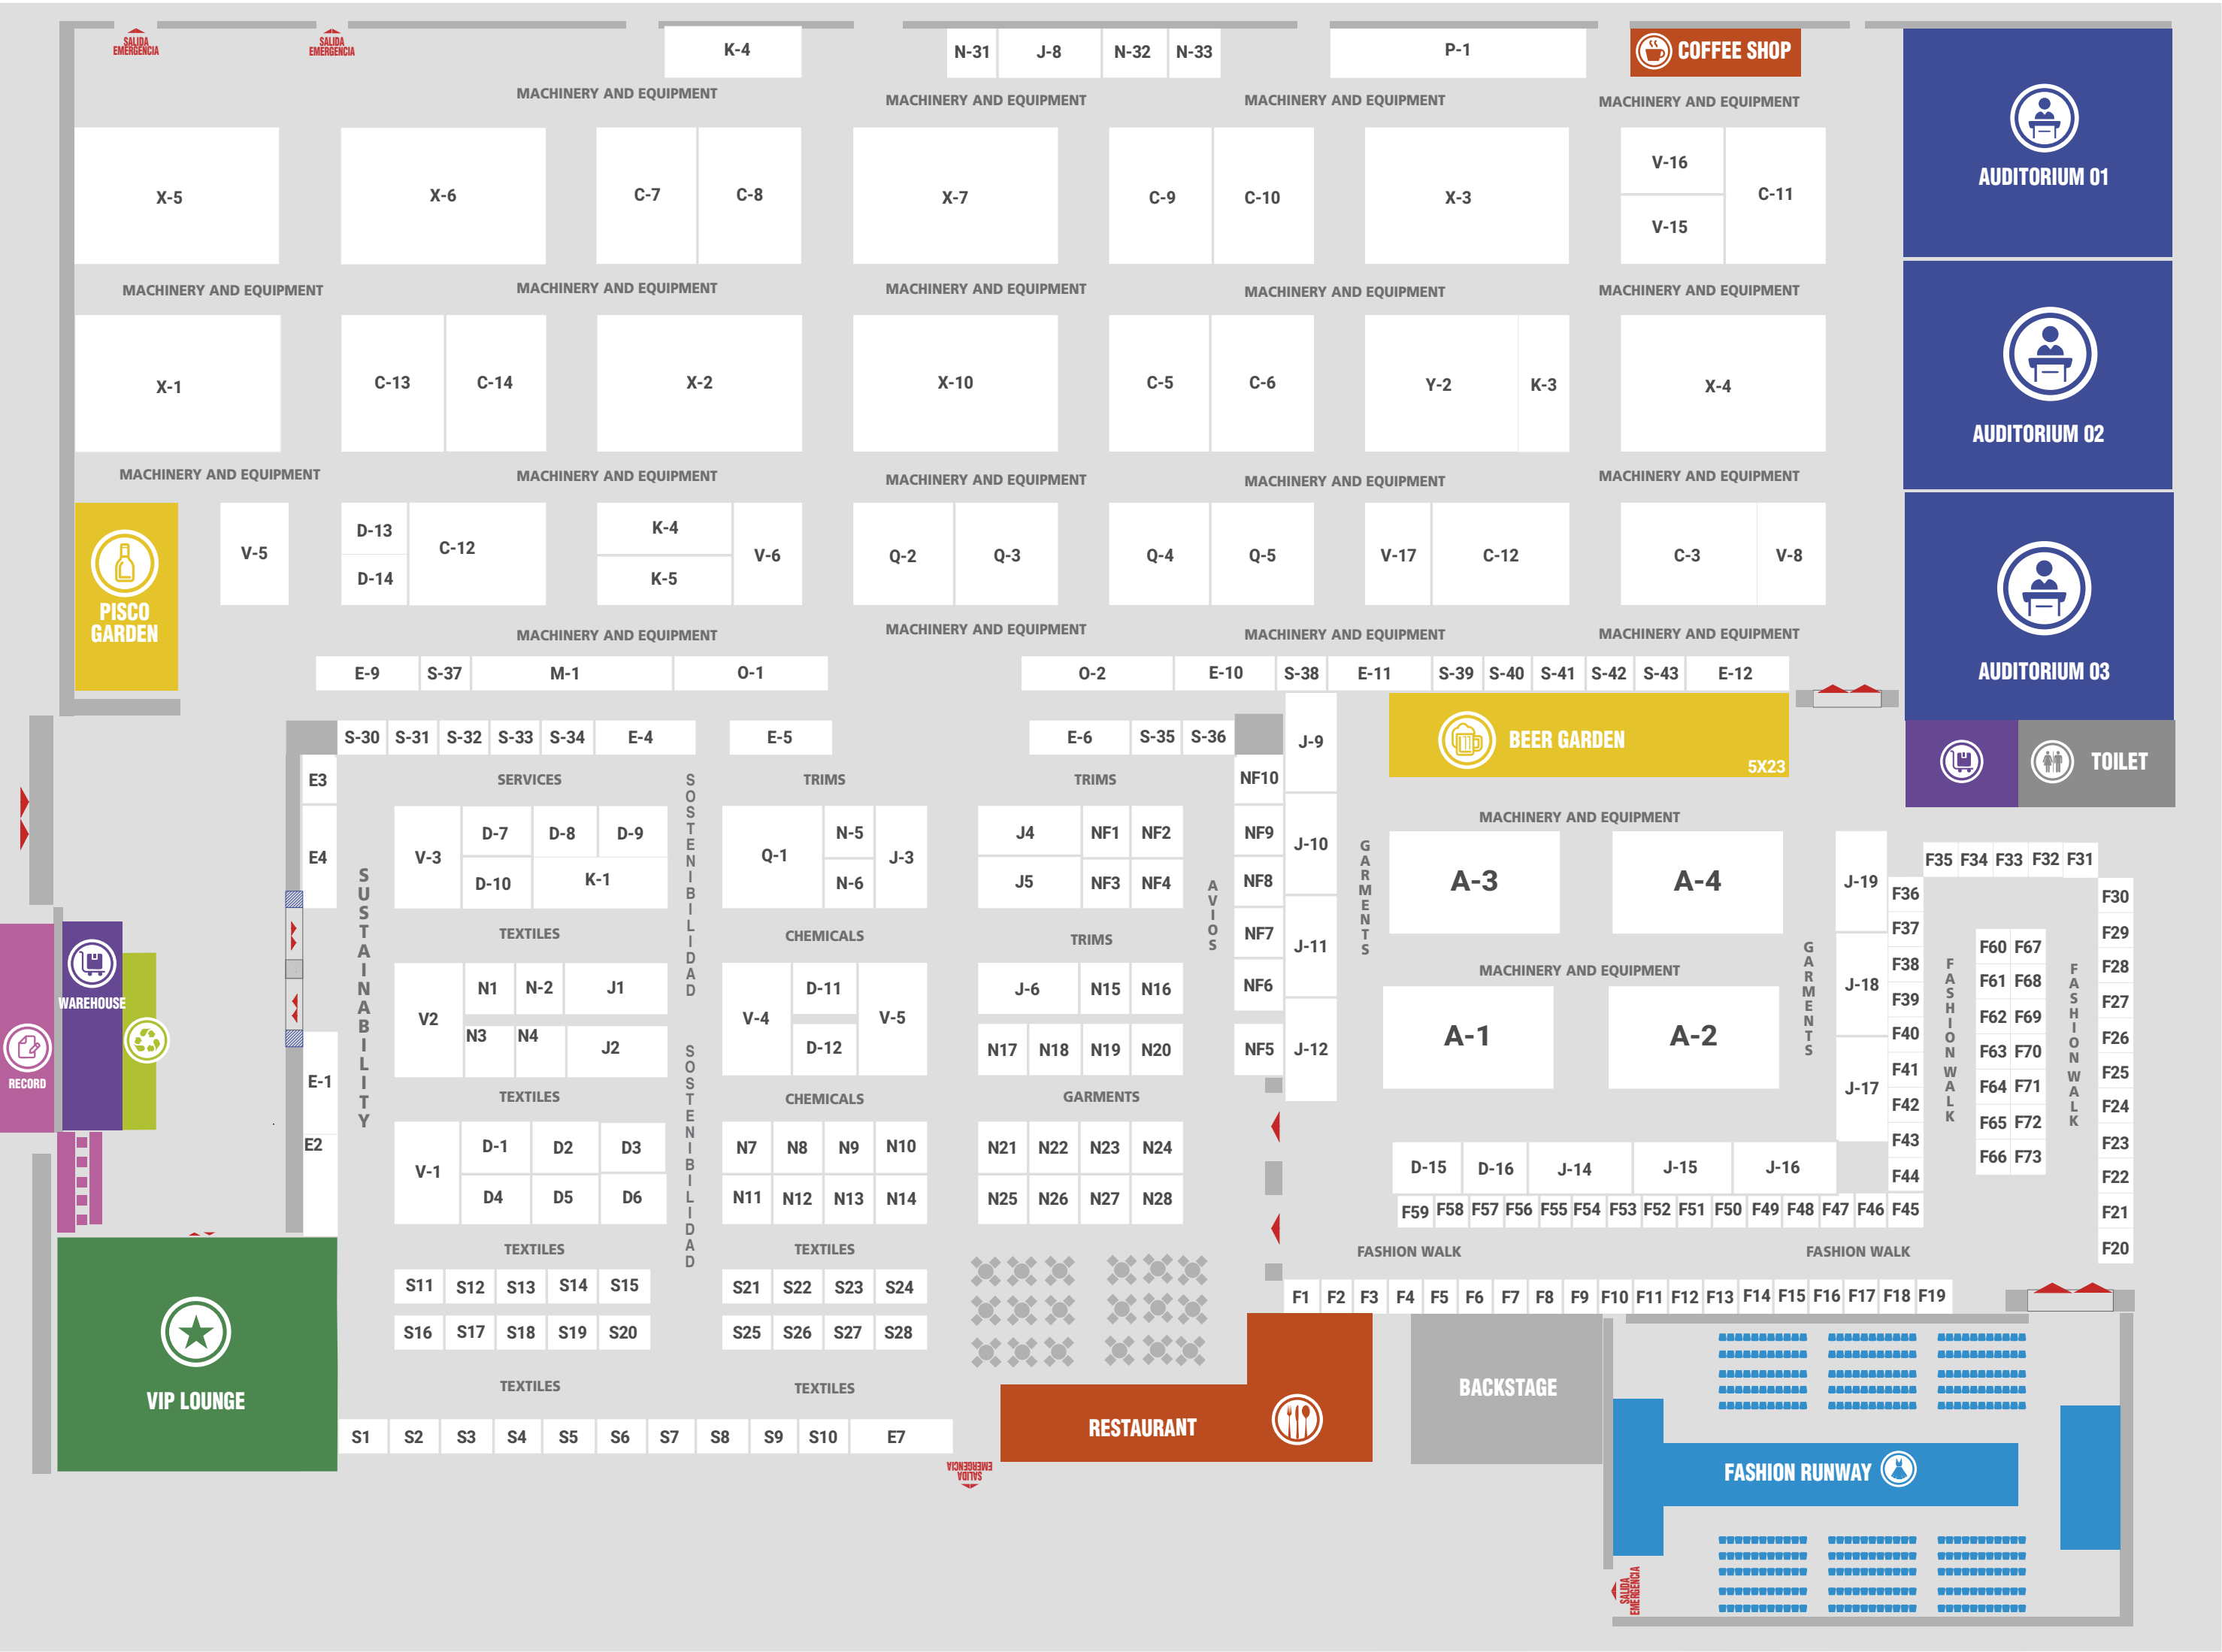 SALIDA
EMERGENCIA
SALIDA
EMERGENCIA
K-4
N-31
J-8
N-32
N-33
P-1
COFFEE SHOP
MACHINERY AND EQUIPMENT
MACHINERY AND EQUIPMENT
MACHINERY AND EQUIPMENT
MACHINERY AND EQUIPMENT
X-5
X-6
C-7
C-8
X-7
C-9
C-10
X-3
V-16
V-15
C-11
AUDITORIUM 01
MACHINERY AND EQUIPMENT
MACHINERY AND EQUIPMENT
MACHINERY AND EQUIPMENT
MACHINERY AND EQUIPMENT
MACHINERY AND EQUIPMENT
X-1
C-13
C-14
X-2
X-10
C-5
C-6
Y-2
K-3
X-4
AUDITORIUM 02
MACHINERY AND EQUIPMENT
MACHINERY AND EQUIPMENT
MACHINERY AND EQUIPMENT
MACHINERY AND EQUIPMENT
MACHINERY AND EQUIPMENT
PISCO
GARDEN
V-5
D-13
D-14
C-12
K-4
K-5
V-6
Q-2
Q-3
Q-4
Q-5
V-17
C-12
C-3
V-8
AUDITORIUM 03
MACHINERY AND EQUIPMENT
MACHINERY AND EQUIPMENT
MACHINERY AND EQUIPMENT
MACHINERY AND EQUIPMENT
E-9
S-37
M-1
O-1
O-2
E-10
S-38
E-11
S-39
S-40
S-41
S-42
S-43
E-12
S-30
S-31
S-32
S-33
S-34
E-4
E-5
E-6
S-35
S-36
J-9
BEER GARDEN
5X23
TOILET
E3
E4
SERVICES
TRIMS
TRIMS
NF10
NF9
NF8
NF7
NF6
NF5
J-10
J-11
J-12
SUSTAINABILITY
SOSTENIBILIDAD
SOSTENIBILIDAD
AVIOS
GARMENTS
V-3
D-7
D-8
D-9
D-10
K-1
Q-1
N-5
N-6
J-3
J4
J5
NF1
NF2
NF3
NF4
MACHINERY AND EQUIPMENT
A-3
A-4
MACHINERY AND EQUIPMENT
A-1
A-2
GARMENTS
J-19
J-18
J-17
F35
F34
F33
F32
F31
F36
F37
F38
F39
F40
F41
F42
F43
F44
FASHION WALK
F60
F67
F61
F68
F62
F69
F63
F70
F64
F71
F65
F72
F66
F73
FASHION WALK
F30
F29
F28
F27
F26
F25
F24
F23
F22
F21
F20
TEXTILES
CHEMICALS
TRIMS
V2
N1
N-2
J1
N3
N4
J2
V-4
D-11
D-12
V-5
J-6
N15
N16
N17
N18
N19
N20
WAREHOUSE
RECORD
E-1
E2
TEXTILES
CHEMICALS
GARMENTS
V-1
D-1
D2
D3
D4
D5
D6
N7
N8
N9
N10
N11
N12
N13
N14
N21
N22
N23
N24
N25
N26
N27
N28
D-15
D-16
J-14
J-15
J-16
F59
F58
F57
F56
F55
F54
F53
F52
F51
F50
F49
F48
F47
F46
F45
FASHION WALK
FASHION WALK
TEXTILES
TEXTILES
S11
S12
S13
S14
S15
S21
S22
S23
S24
S16
S17
S18
S19
S20
S25
S26
S27
S28
F1
F2
F3
F4
F5
F6
F7
F8
F9
F10
F11
F12
F13
F14
F15
F16
F17
F18
F19
VIP LOUNGE
TEXTILES
TEXTILES
S1
S2
S3
S4
S5
S6
S7
S8
S9
S10
E7
RESTAURANT
BACKSTAGE
FASHION RUNWAY
SALIDA
EMERGENCIA
SALIDA
EMERGENCIA